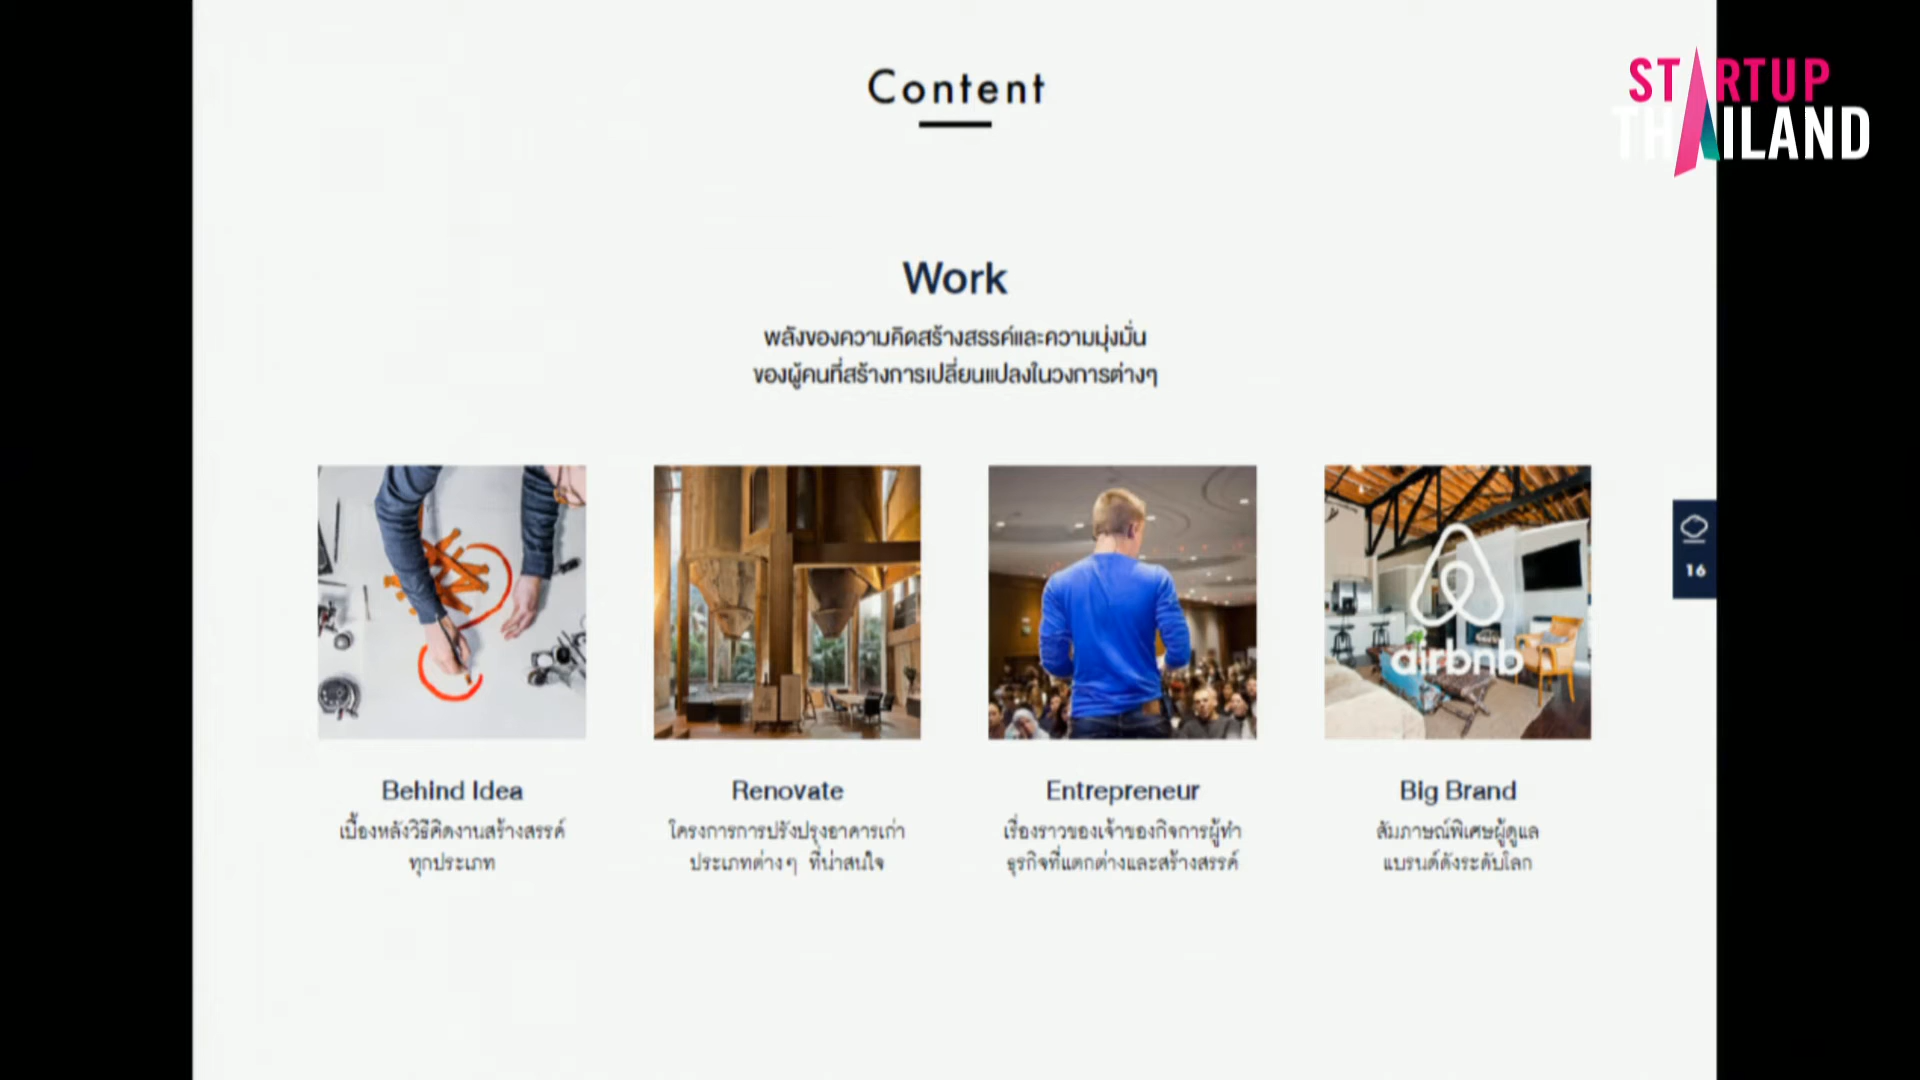 Content
STARTUP
THAILAND
Work
พลังของความคิดสร้างสรรค์และความมุ่งมั่น
ของผู้คนที่สร้างการเปลี่ยนแปลงในวงการต่างๆ
airbnb
16
Behind Idea
เบื้องหลังวิธีคิดงานสร้างสรรค์
ทุกประเภท
Renovate
โครงการการปรังปรุงอาคารเก่า
ประเภทต่างๆ ที่น่าสนใจ
Entrepreneur
เรื่องราวของเจ้าของกิจการผู้ทำ
ธุรกิจที่แตกต่างและสร้างสรรค์
Big Brand
สัมภาษณ์พิเศษผู้ดูแล
แบรนด์ดังระดับโลก